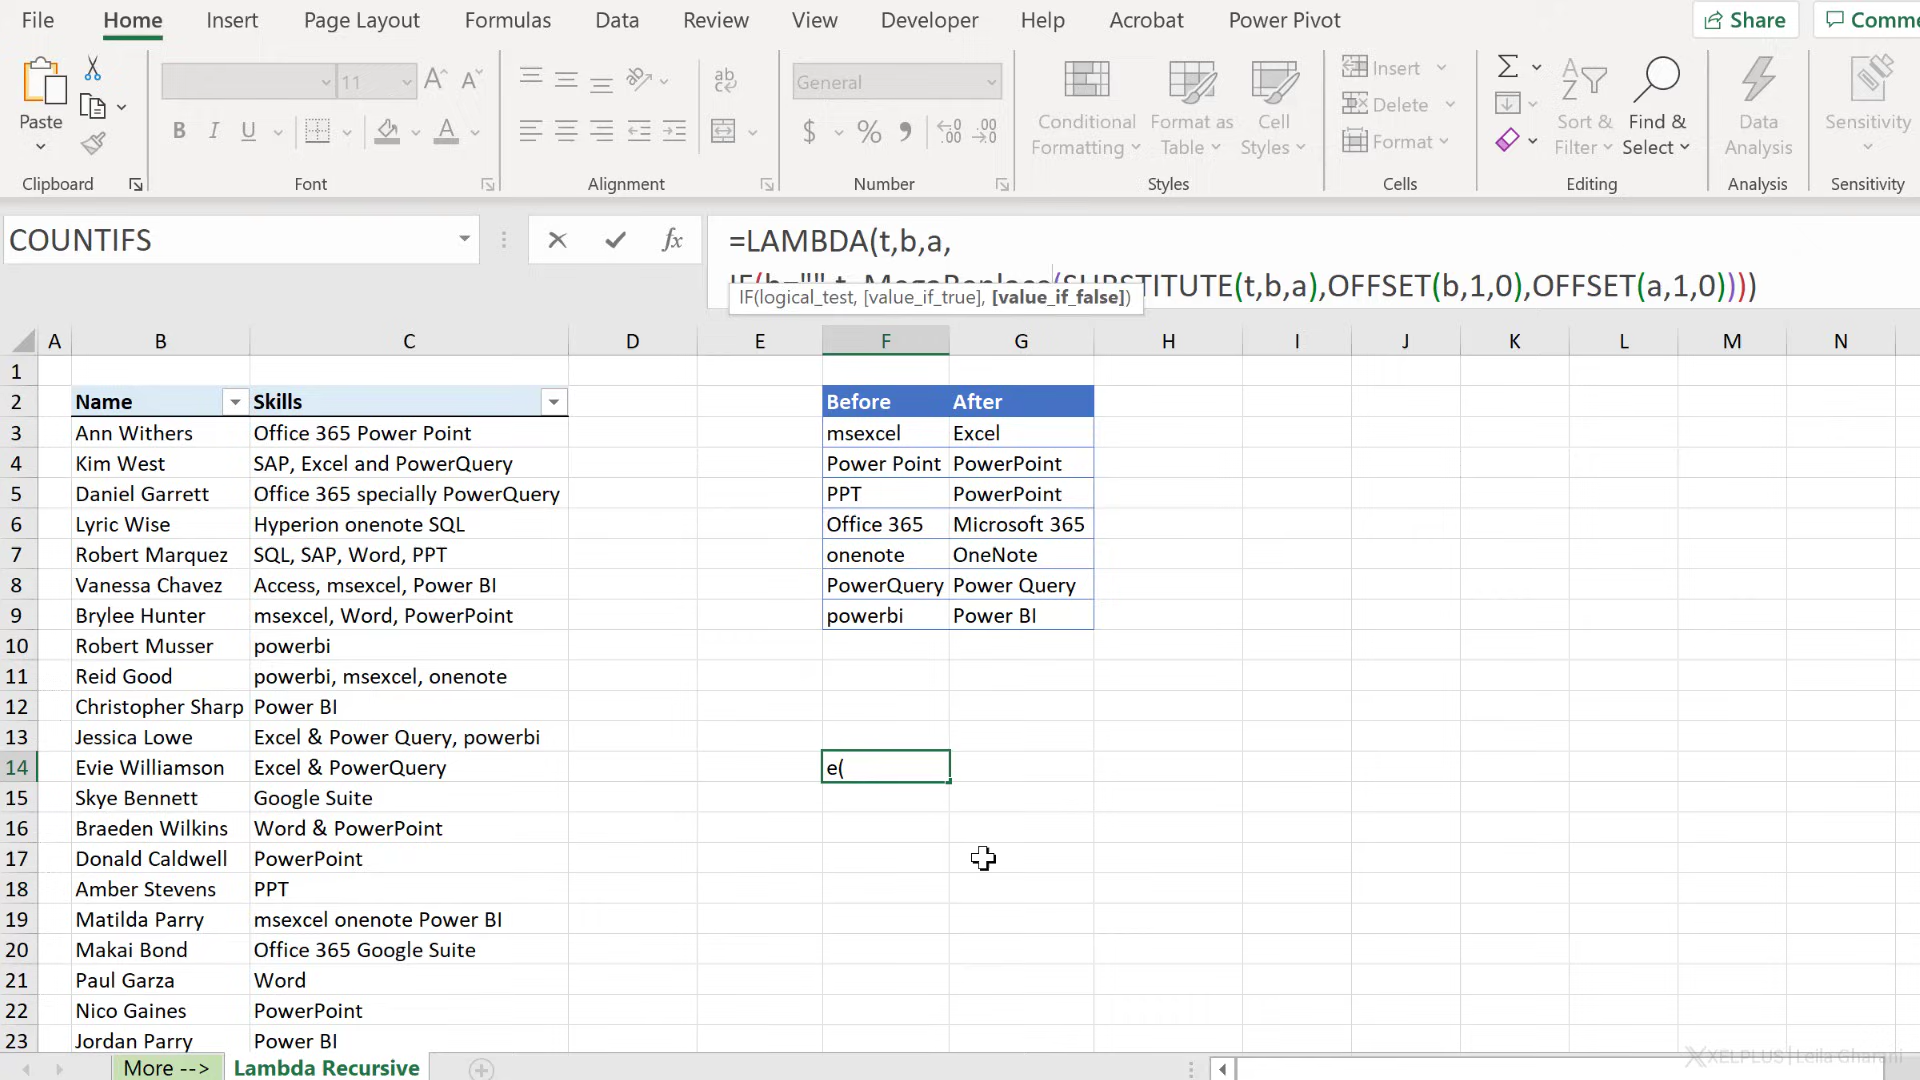 File Home Insert Page Layout Formulas Data Review View Developer Help Acrobat Power Pivot Share Comme
Paste
11
General
Conditional Formatting
Format as Table
Cell Styles
Insert
Delete
Format
Sort & Filter
Find & Select
Data Analysis
Sensitivity
Clipboard Font Alignment Number Styles Cells Editing Analysis Sensitivity
COUNTIFS
fx
=LAMBDA(t,b,a,
(SUBSTITUTE(t,b,a),OFFSET(b,1,0),OFFSET(a,1,0))))
IF(logical_test, [value_if_true], [value_if_false])
A B C D E F G H I J K L M N
1
2 Name Skills Before After
3 Ann Withers Office 365 Power Point msexcel Excel
4 Kim West SAP, Excel and PowerQuery Power Point PowerPoint
5 Daniel Garrett Office 365 specially PowerQuery PPT PowerPoint
6 Lyric Wise Hyperion onenote SQL Office 365 Microsoft 365
7 Robert Marquez SQL, SAP, Word, PPT onenote OneNote
8 Vanessa Chavez Access, msexcel, Power BI PowerQuery Power Query
9 Brylee Hunter msexcel, Word, PowerPoint powerbi Power BI
10 Robert Musser powerbi
11 Reid Good powerbi, msexcel, onenote
12 Christopher Sharp Power BI
13 Jessica Lowe Excel & Power Query, powerbi
14 Evie Williamson Excel & PowerQuery e(
15 Skye Bennett Google Suite
16 Braeden Wilkins Word & PowerPoint
17 Donald Caldwell PowerPoint
18 Amber Stevens PPT
19 Matilda Parry msexcel onenote Power BI
20 Makai Bond Office 365 Google Suite
21 Paul Garza Word
22 Nico Gaines PowerPoint
23 Jordan Parry Power BI
More --> Lambda Recursive
XELPLUS | Leila Gharani